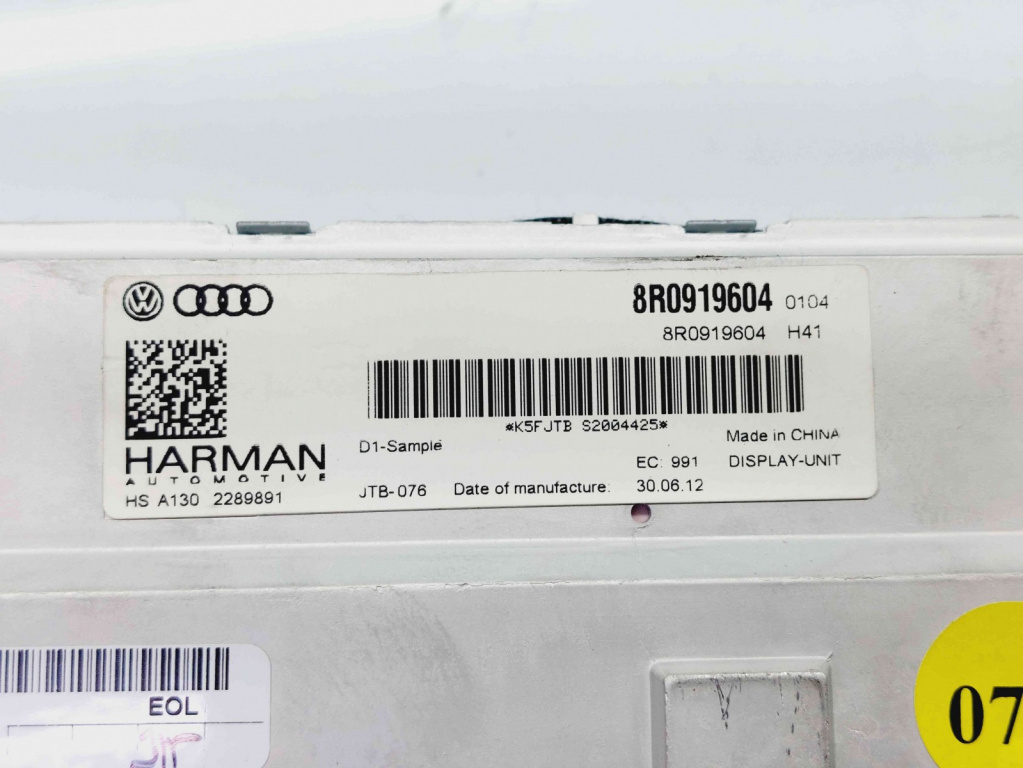 8R0919604 0104
8R0919604 H41
*K5FJTB S2004425*
HARMAN
AUTOMOTIVE
HS A130 2289891
D1-Sample
Made in CHINA
EC: 991 DISPLAY-UNIT
JTB-076 Date of manufacture: 30.06.12
EOL
07